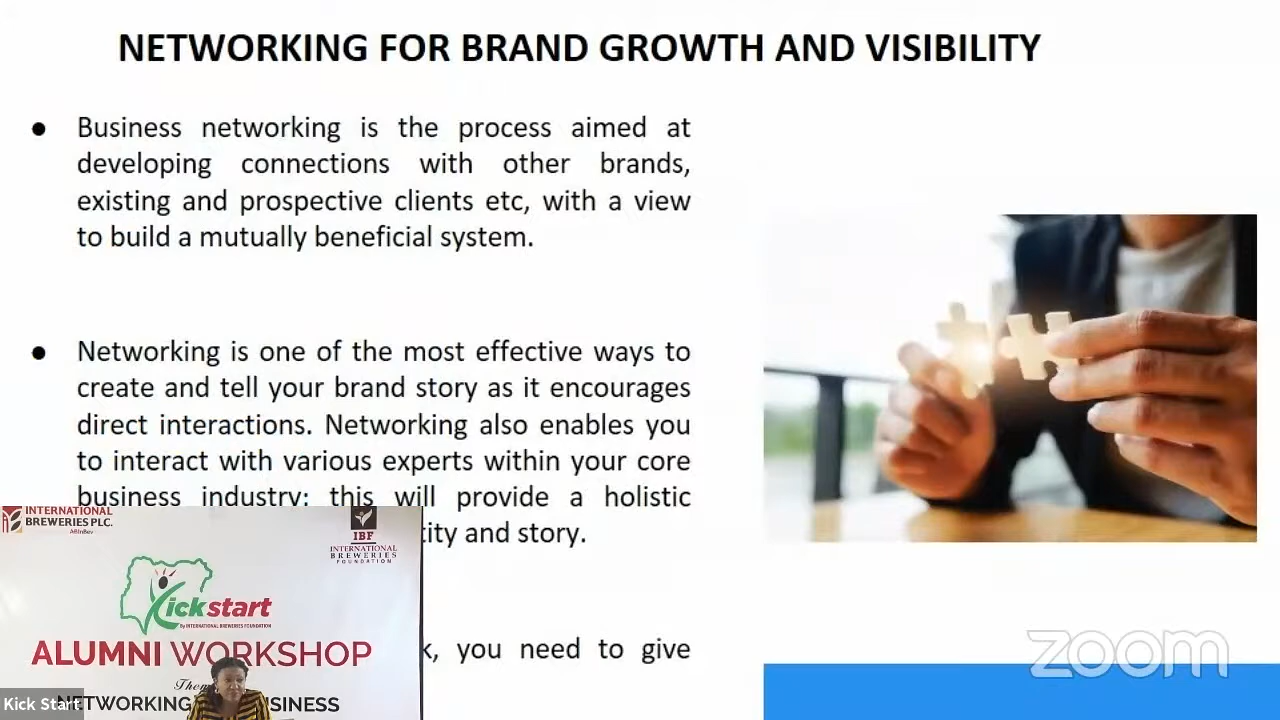 NETWORKING FOR BRAND GROWTH AND VISIBILITY
● Business networking is the process aimed at
developing connections with other brands,
existing and prospective clients etc, with a view
to build a mutually beneficial system.
● Networking is one of the most effective ways to
create and tell your brand story as it encourages
direct interactions. Networking also enables you
to interact with various experts within your core
business industry; this will provide a holistic
tity and story.
k, you need to give
INTERNATIONAL
BREWERIES PLC.
ABInBev
IBF
INTERNATIONAL
BREWERIES
FOUNDATION
Kickstart
By INTERNATIONAL BREWERIES FOUNDATION
ALUMNI WORKSHOP
Them
NETWORKING
USINESS
Kick Start
zoom